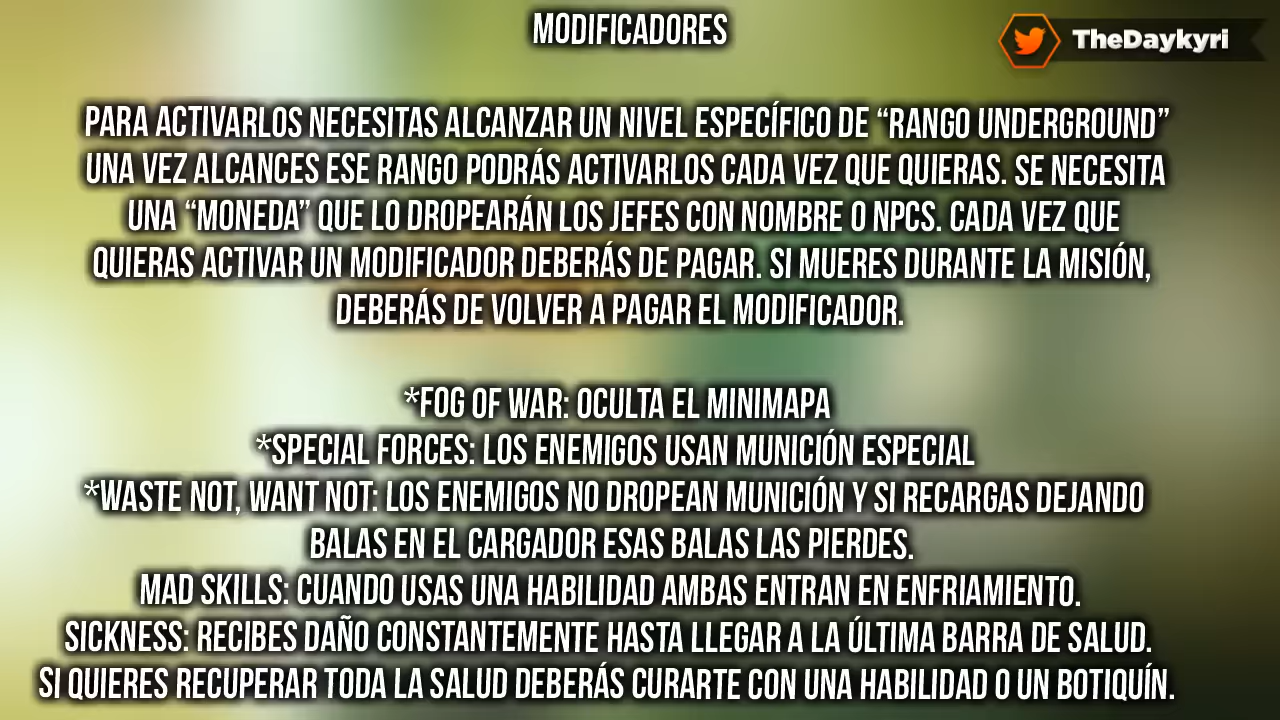 MODIFICADORES
TheDaykyri
PARA ACTIVARLOS NECESITAS ALCANZAR UN NIVEL ESPECÍFICO DE “RANGO UNDERGROUND”
UNA VEZ ALCANCES ESE RANGO PODRÁS ACTIVARLOS CADA VEZ QUE QUIERAS. SE NECESITA
UNA “MONEDA” QUE LO DROPEARÁN LOS JEFES CON NOMBRE O NPCS. CADA VEZ QUE
QUIERAS ACTIVAR UN MODIFICADOR DEBERÁS DE PAGAR. SI MUERES DURANTE LA MISIÓN,
DEBERÁS DE VOLVER A PAGAR EL MODIFICADOR.
*FOG OF WAR: OCULTA EL MINIMAPA
*SPECIAL FORCES: LOS ENEMIGOS USAN MUNICIÓN ESPECIAL
*WASTE NOT, WANT NOT: LOS ENEMIGOS NO DROPEAN MUNICIÓN Y SI RECARGAS DEJANDO
BALAS EN EL CARGADOR ESAS BALAS LAS PIERDES.
MAD SKILLS: CUANDO USAS UNA HABILIDAD AMBAS ENTRAN EN ENFRIAMIENTO.
SICKNESS: RECIBES DAÑO CONSTANTEMENTE HASTA LLEGAR A LA ÚLTIMA BARRA DE SALUD.
SI QUIERES RECUPERAR TODA LA SALUD DEBERÁS CURARTE CON UNA HABILIDAD O UN BOTIQUÍN.